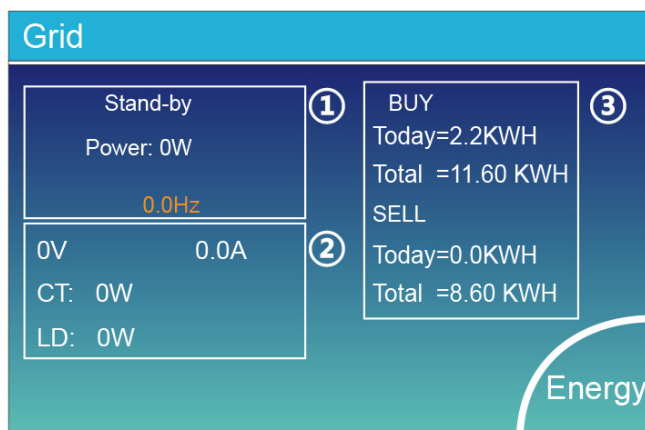 Grid
Stand-by
Power: 0W
0.0Hz
①
0V 0.0A
CT: 0W
LD: 0W
②
BUY
Today=2.2KWH
Total =11.60 KWH
SELL
Today=0.0KWH
Total =8.60 KWH
③
Energy